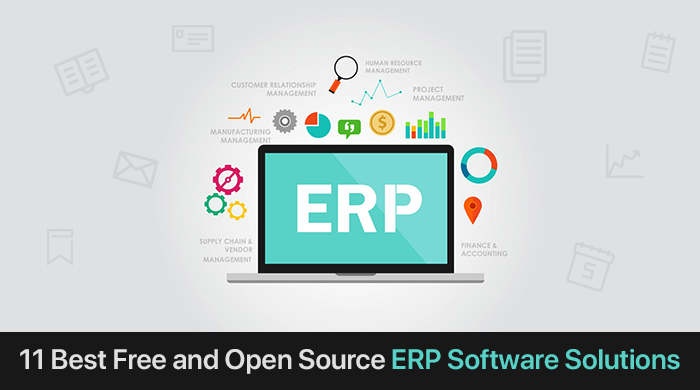 HUMAN RESOURCE
MANAGEMENT
CUSTOMER RELATIONSHIP
MANAGEMENT
PROJECT
MANAGEMENT
MANUFACTURING
MANAGEMENT
ERP
SUPPLY CHAIN &
VENDOR
MANAGEMENT
FINANCE &
ACCOUNTING
5
11 Best Free and Open Source ERP Software Solutions